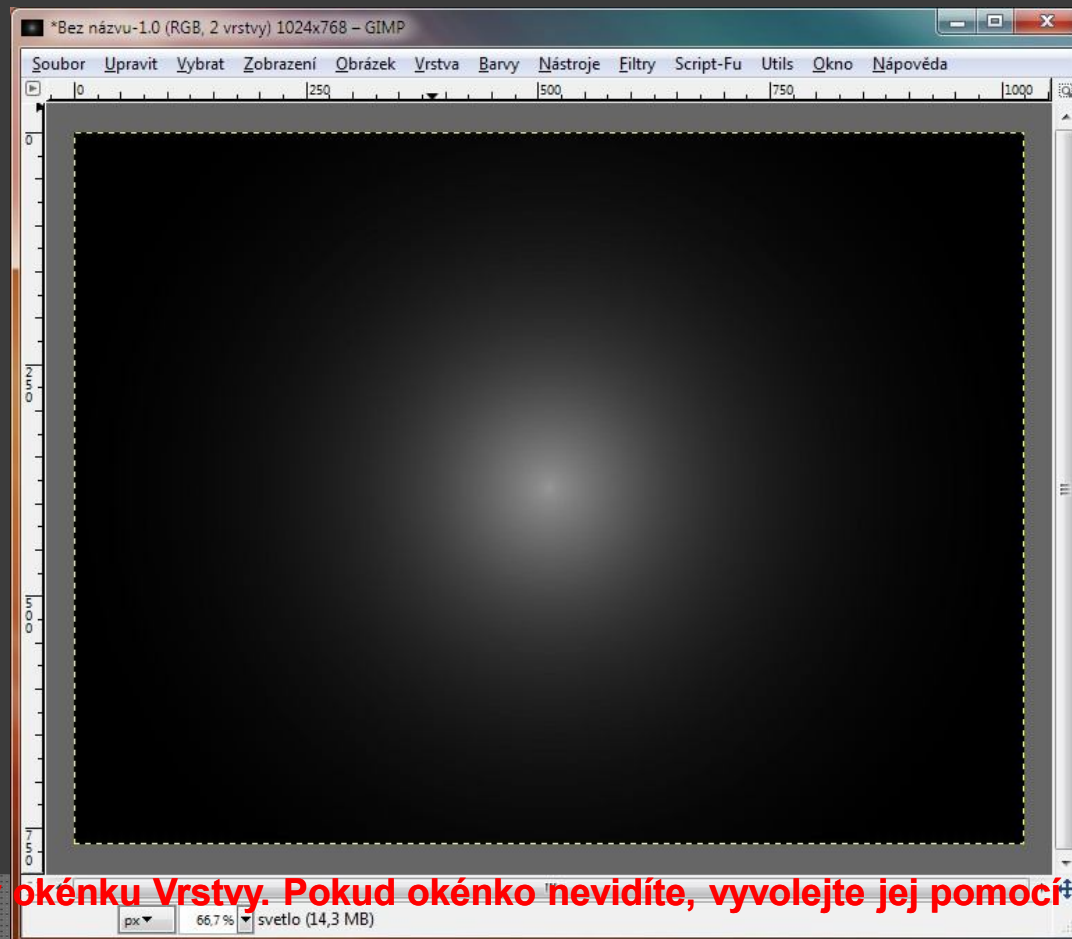 *Bez názvu-1.0 (RGB, 2 vrstvy) 1024x768 – GIMP
Soubor Upravit Vybrat Zobrazení Obrázek Vrstva Barvy Nástroje Filtry Script-Fu Utils Okno Nápověda
0 250 500 750 1000
0
250
500
750
okénku Vrstvy. Pokud okénko nevidíte, vyvolejte jej pomocí
px 66,7 % svetlo (14,3 MB)